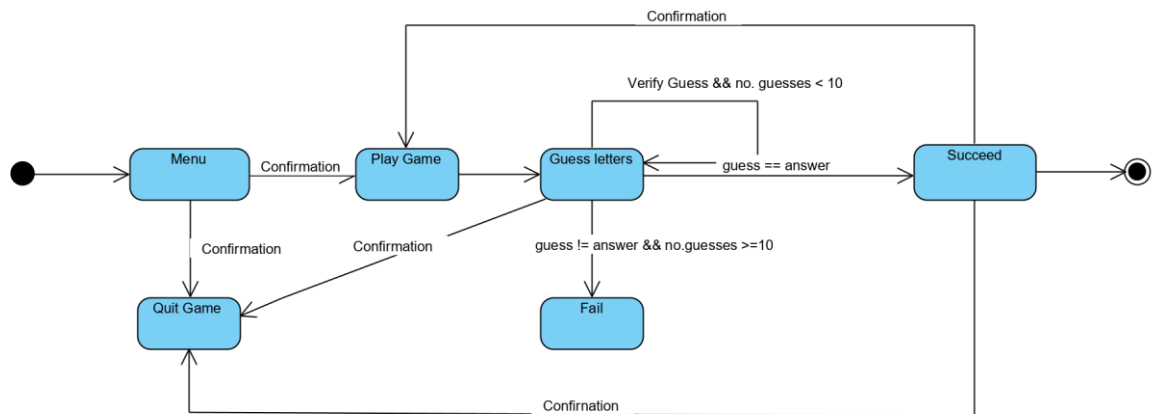 Confirmation
Verify Guess && no. guesses < 10
Menu
Confirmation
Play Game
Guess letters
guess == answer
Succeed
Confirmation
Confirmation
guess != answer && no.guesses >=10
Quit Game
Fail
Confirnation